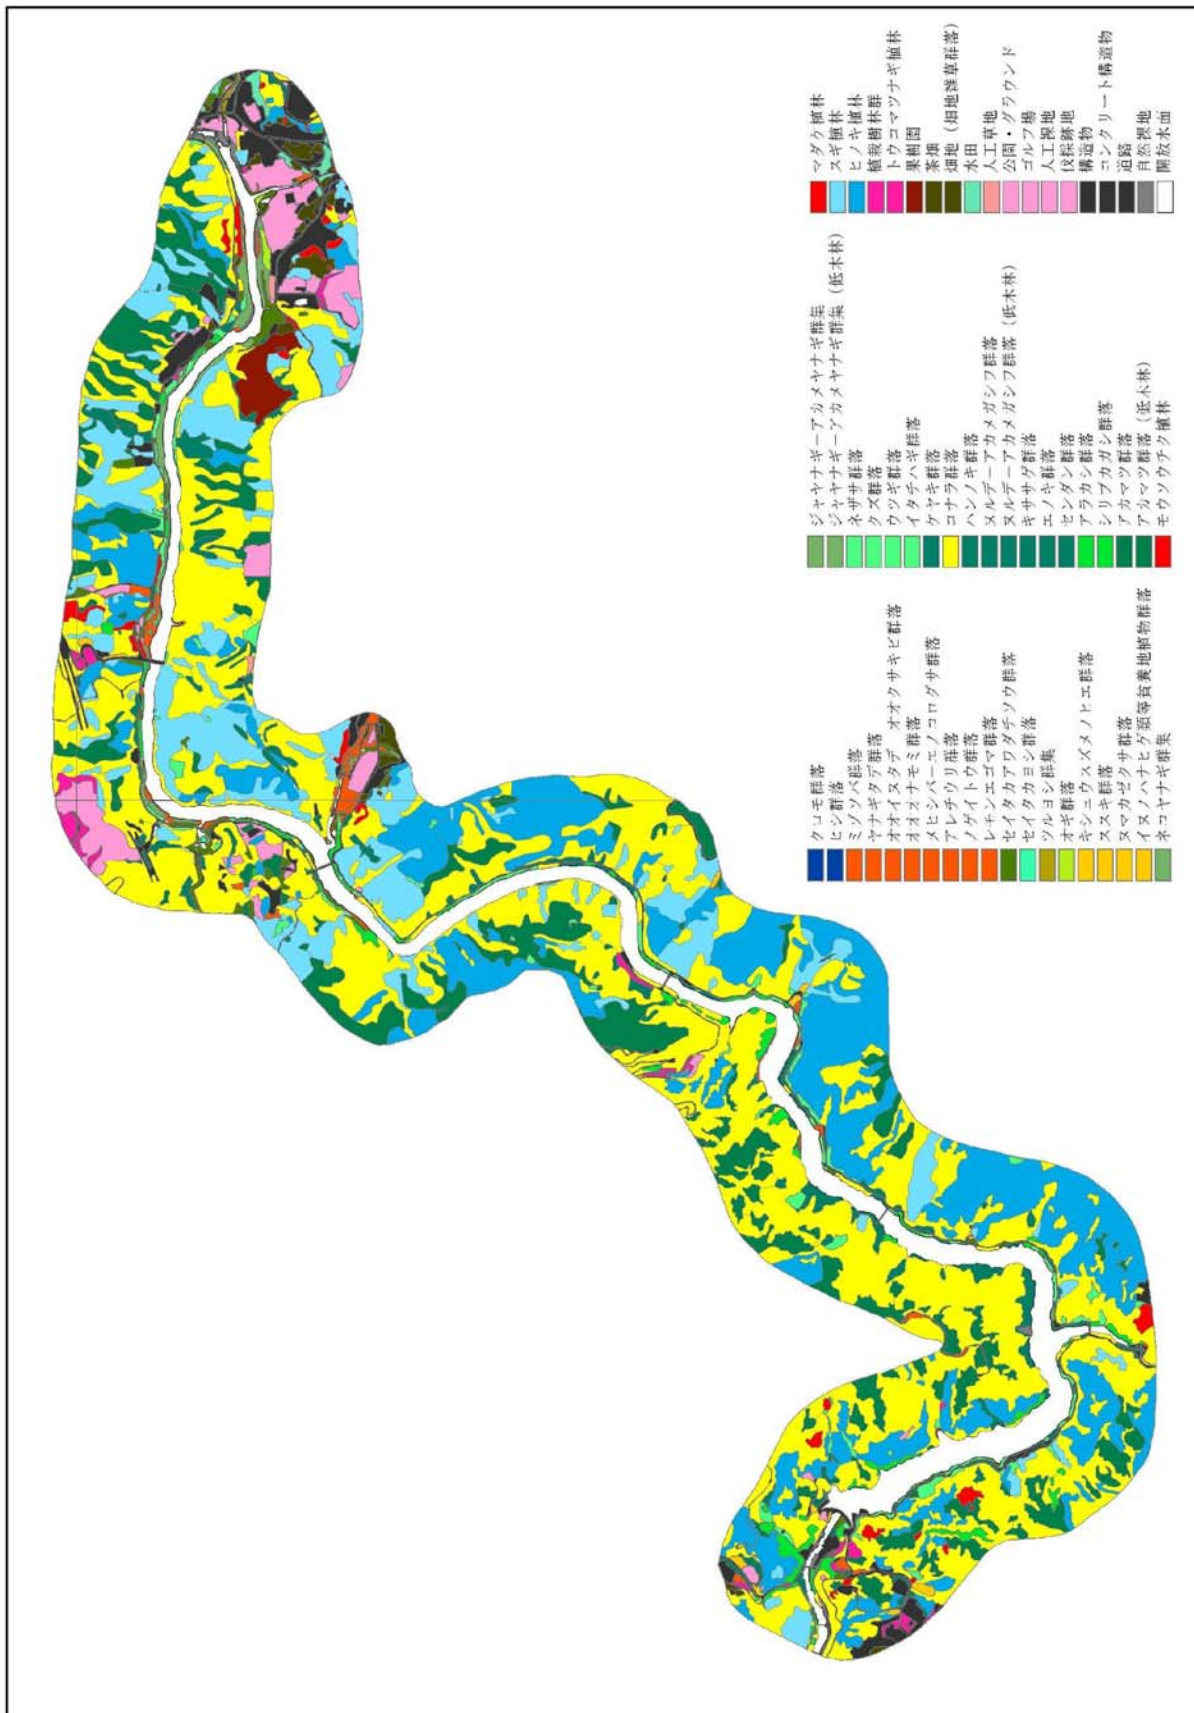 クロモ群落
ヒシ群落
ミゾソバ群落
ヤナギタデ群落
オオイヌタデ オオクサキビ群落
オオオナモミ群落
メヒシバーエノコログサ群落
アレチウリ群落
ノゲイトウ群落
レモンエゴマ群落
セイタカアワダチソウ群落
セイタカヨシ群落
ツルヨシ群集
オギ群落
キシュウスズメノヒエ群落
ススキ群落
ヌマカゼクサ群落
イヌノハナヒゲ類等貧養地植物群落
ネコヤナギ群集
ジャヤナギーアカメヤナギ群集
ジャヤナギーアカメヤナギ群集（低木林）
ネザサ群落
クズ群落
ウツギ群落
イタチハギ群落
ケヤキ群落
コナラ群落
ハンノキ群落
ヌルデーアカメガシワ群落
ヌルデーアカメガシワ群落（低木林）
キササゲ群落
エノキ群落
センダン群落
アラカシ群落
シリブカガシ群落
アカマツ群落
アカマツ群落（低木林）
モウソウチク植林
マダケ植林
スギ植林
ヒノキ植林
植栽樹林群
トウコマツナギ植林
果樹園
茶畑
畑地（畑地雑草群落）
水田
人工草地
公園・グラウンド
ゴルフ場
人工裸地
伐採跡地
構造物
コンクリート構造物
道路
自然裸地
開放水面